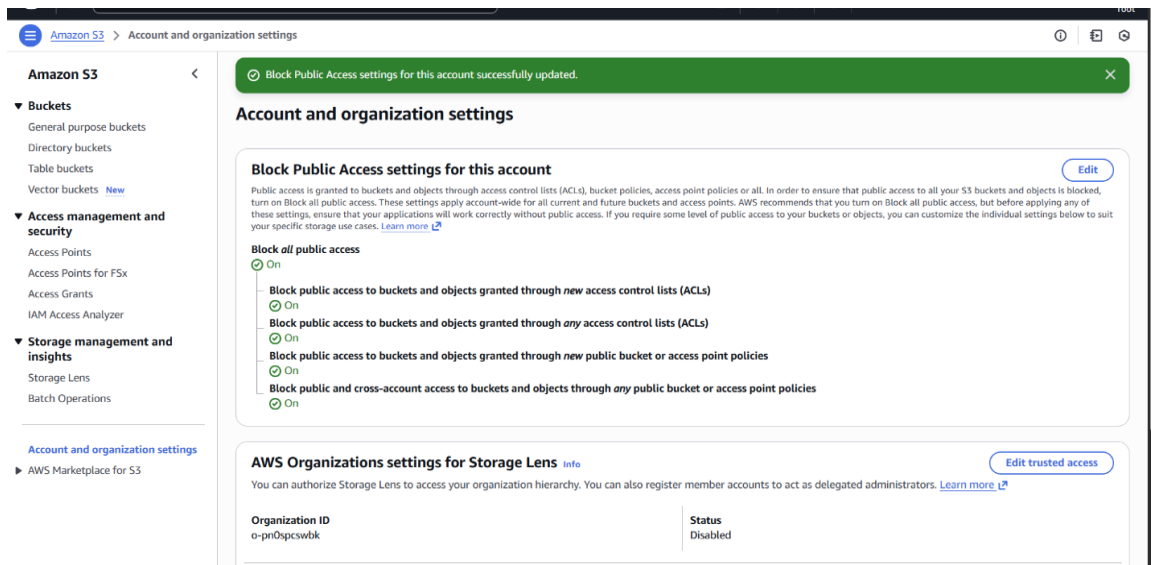 Amazon S3 > Account and organization settings
Amazon S3
Buckets
General purpose buckets
Directory buckets
Table buckets
Vector buckets New
Access management and
security
Access Points
Access Points for FSx
Access Grants
IAM Access Analyzer
Storage management and
insights
Storage Lens
Batch Operations
Account and organization settings
AWS Marketplace for S3
Block Public Access settings for this account successfully updated.
Account and organization settings
Block Public Access settings for this account
Edit
Public access is granted to buckets and objects through access control lists (ACLs), bucket policies, access point policies or all. In order to ensure that public access to all your S3 buckets and objects is blocked,
turn on Block all public access. These settings apply account-wide for all current and future buckets and access points. AWS recommends that you turn on Block all public access, but before applying any of
these settings, ensure that your applications will work correctly without public access. If you require some level of public access to your buckets or objects, you can customize the individual settings below to suit
your specific storage use cases. Learn more
Block all public access
On
Block public access to buckets and objects granted through new access control lists (ACLs)
On
Block public access to buckets and objects granted through any access control lists (ACLs)
On
Block public access to buckets and objects granted through new public bucket or access point policies
On
Block public and cross-account access to buckets and objects through any public bucket or access point policies
On
AWS Organizations settings for Storage Lens Info
Edit trusted access
You can authorize Storage Lens to access your organization hierarchy. You can also register member accounts to act as delegated administrators. Learn more
Organization ID
o-pn0spcswbk
Status
Disabled